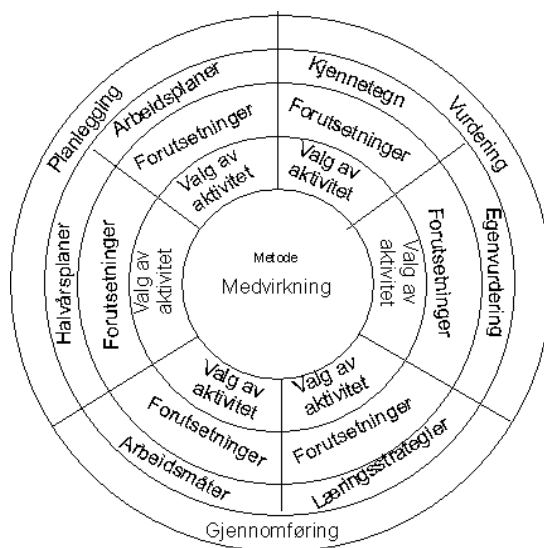 Planlegging
Vurdering
Gjennomføring
Arbeidsplaner
Kjennetegn
Egenvurdering
Læringsstrategier
Arbeidsmåter
Halvårsplaner
Forutsetninger
Forutsetninger
Forutsetninger
Forutsetninger
Forutsetninger
Forutsetninger
Valg av
aktivitet
Valg av
aktivitet
Valg av
aktivitet
Valg av
aktivitet
Valg av
aktivitet
Valg av
aktivitet
Metode
Medvirkning